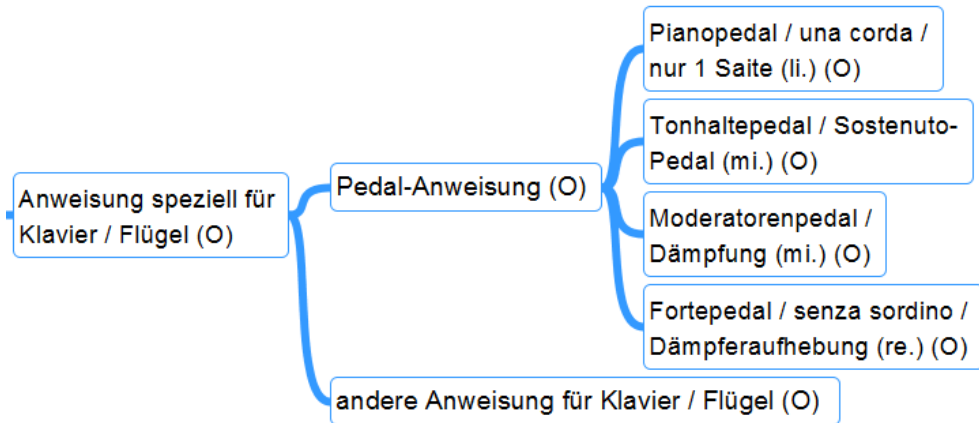 Anweisung speziell für
Klavier / Flügel (O)
Pedal-Anweisung (O)
Pianopedal / una corda /
nur 1 Saite (li.) (O)
Tonhaltepedal / Sostenuto-
Pedal (mi.) (O)
Moderatorenpedal /
Dämpfung (mi.) (O)
Fortepedal / senza sordino /
Dämpferaufhebung (re.) (O)
andere Anweisung für Klavier / Flügel (O)